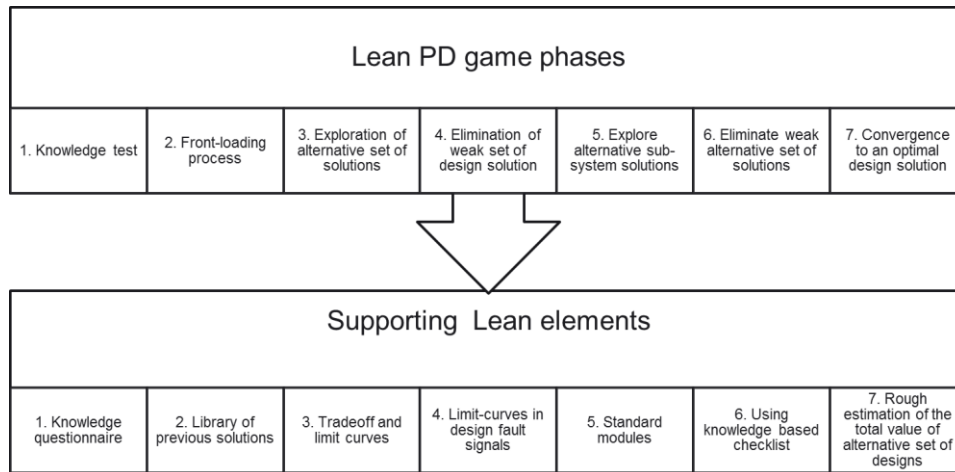 Lean PD game phases
1. Knowledge test
2. Front-loading
process
3. Exploration of
alternative set of
solutions
4. Elimination of
weak set of
design solution
5. Explore
alternative sub-
system solutions
6. Eliminate weak
alternative set of
solutions
7. Convergence
to an optimal
design solution
Supporting Lean elements
1. Knowledge
questionnaire
2. Library of
previous solutions
3. Tradeoff and
limit curves
4. Limit-curves in
design fault
signals
5. Standard
modules
6. Using
knowledge based
checklist
7. Rough
estimation of the
total value of
alternative set of
designs